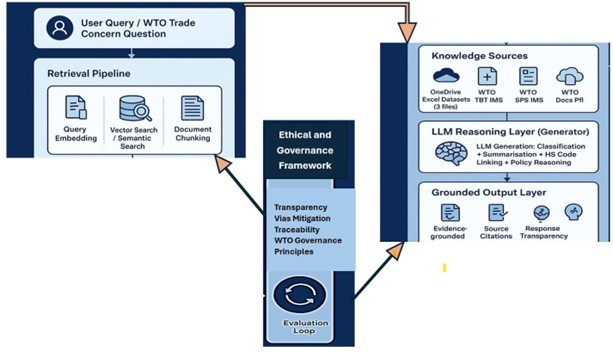 User Query / WTO Trade
Concern Question
Retrieval Pipeline
Query
Embedding
Vector Search
/ Semantic
Search
Document
Chunking
Ethical and
Governance
Framework
Transparency
Vias Mitigation
Traceability
WTO Governance
Principles
Evaluation
Loop
Knowledge Sources
OneDrive
Excel Datasets
(3 files)
WTO
TBT IMS
WTO
SPS IMS
WTO
Docs Pfl
LLM Reasoning Layer (Generator)
LLM Generation: Classification
+ Summarisation + HS Code
Linking + Policy Reasoning
Grounded Output Layer
Evidence-
grounded
Source
Citations
Response
Transparency